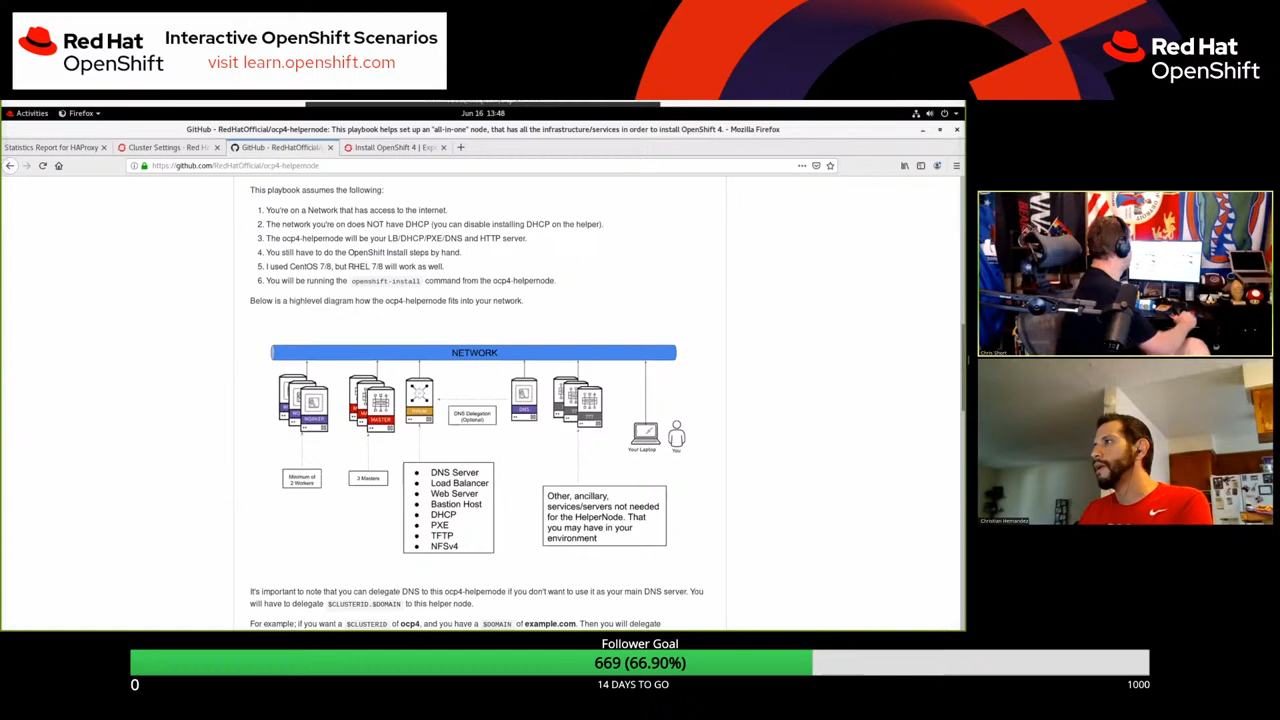 Red Hat
OpenShift
Interactive OpenShift Scenarios
visit learn.openshift.com
Red Hat
OpenShift
Activities
Firefox
Jun 16 13:48
GitHub - RedHatOfficial/ocp4-helpernode: This playbook helps set up an "all-in-one" node, that has all the infrastructure/services in order to install OpenShift 4. - Mozilla Firefox
Statistics Report for HAProxy
Cluster Settings - Red H
GitHub - RedHatOfficial/
Install OpenShift 4 | Exp
https://github.com/RedHatOfficial/ocp4-helpernode
This playbook assumes the following:
1. You're on a Network that has access to the internet.
2. The network you're on does NOT have DHCP (you can disable installing DHCP on the helper).
3. The ocp4-helpernode will be your LB/DHCP/PXE/DNS and HTTP server.
4. You still have to do the OpenShift Install steps by hand.
5. I used CentOS 7/8, but RHEL 7/8 will work as well.
6. You will be running the openshift-install command from the ocp4-helpernode.
Below is a highlevel diagram how the ocp4-helpernode fits into your network.
NETWORK
WORKER
MASTER
DNS
DNS Delegation
(Optional)
Your Laptop
You
Minimum of
2 Workers
3 Masters
DNS Server
Load Balancer
Web Server
Bastion Host
DHCP
PXE
TFTP
NFSv4
Other, ancillary,
services/servers not needed
for the HelperNode. That
you may have in your
environment
It's important to note that you can delegate DNS to this ocp4-helpernode if you don't want to use it as your main DNS server. You
will have to delegate $CLUSTERID.$DOMAIN to this helper node.
For example; if you want a $CLUSTERID of ocp4, and you have a $DOMAIN of example.com. Then you will delegate
Chris Short
Christian Hernandez
Follower Goal
669 (66.90%)
0
14 DAYS TO GO
1000